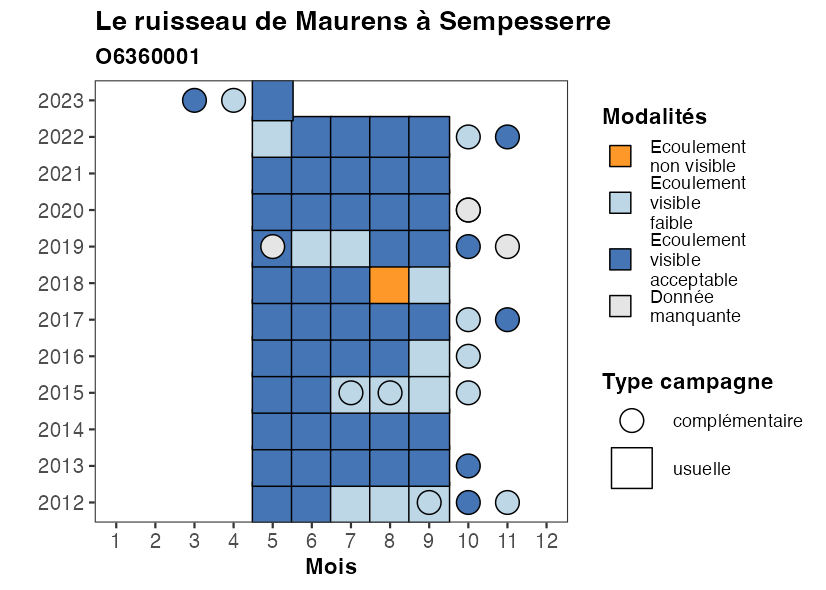 Le ruisseau de Maurens à Sempesserre
O6360001
2023
2022
2021
2020
2019
2018
2017
2016
2015
2014
2013
2012
1 2 3 4 5 6 7 8 9 10 11 12
Mois
Modalités
Ecoulement
non visible
Ecoulement
visible
faible
Ecoulement
visible
acceptable
Donnée
manquante
Type campagne
complémentaire
usuelle